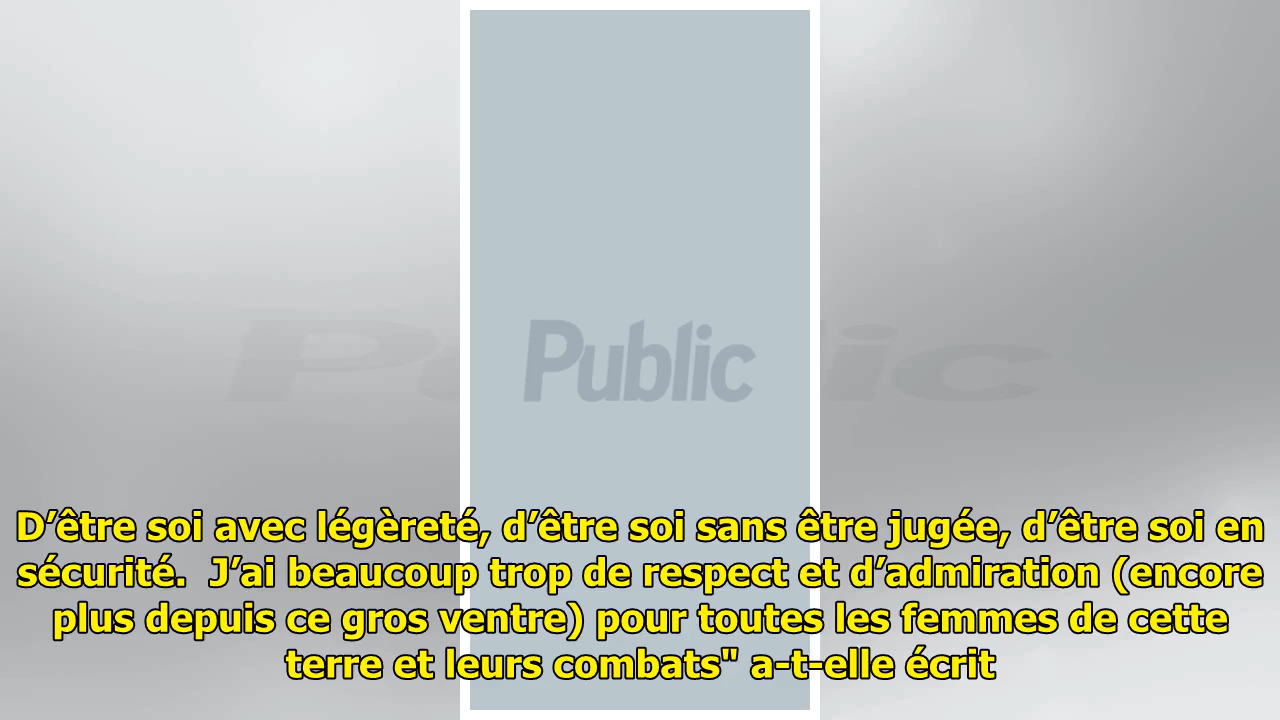 Public
Public
D’être soi avec légèreté, d’être soi sans être jugée, d’être soi en
sécurité.  J’ai beaucoup trop de respect et d’admiration (encore
plus depuis ce gros ventre) pour toutes les femmes de cette
terre et leurs combats" a-t-elle écrit